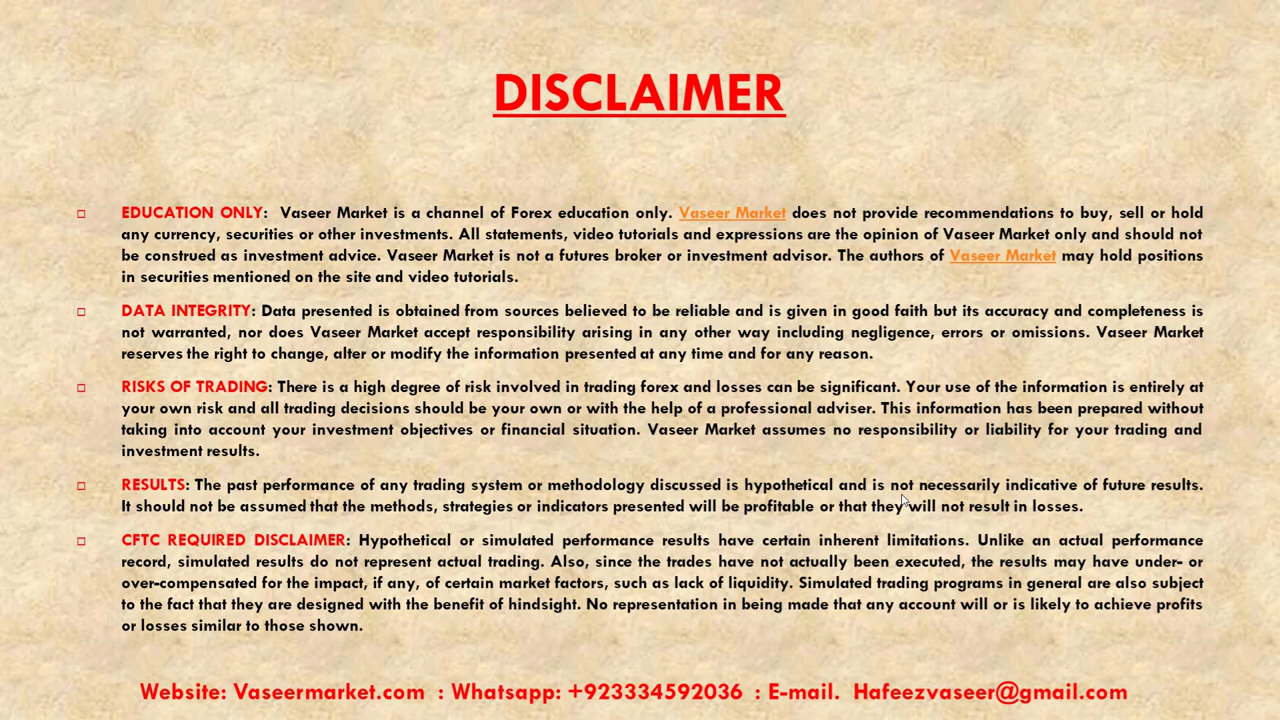 DISCLAIMER
EDUCATION ONLY: Vaseer Market is a channel of Forex education only. Vaseer Market does not provide recommendations to buy, sell or hold
any currency, securities or other investments. All statements, video tutorials and expressions are the opinion of Vaseer Market only and should not
be construed as investment advice. Vaseer Market is not a futures broker or investment advisor. The authors of Vaseer Market may hold positions
in securities mentioned on the site and video tutorials.
DATA INTEGRITY: Data presented is obtained from sources believed to be reliable and is given in good faith but its accuracy and completeness is
not warranted, nor does Vaseer Market accept responsibility arising in any other way including negligence, errors or omissions. Vaseer Market
reserves the right to change, alter or modify the information presented at any time and for any reason.
RISKS OF TRADING: There is a high degree of risk involved in trading forex and losses can be significant. Your use of the information is entirely at
your own risk and all trading decisions should be your own or with the help of a professional adviser. This information has been prepared without
taking into account your investment objectives or financial situation. Vaseer Market assumes no responsibility or liability for your trading and
investment results.
RESULTS: The past performance of any trading system or methodology discussed is hypothetical and is not necessarily indicative of future results.
It should not be assumed that the methods, strategies or indicators presented will be profitable or that they will not result in losses.
CFTC REQUIRED DISCLAIMER: Hypothetical or simulated performance results have certain inherent limitations. Unlike an actual performance
record, simulated results do not represent actual trading. Also, since the trades have not actually been executed, the results may have under- or
over-compensated for the impact, if any, of certain market factors, such as lack of liquidity. Simulated trading programs in general are also subject
to the fact that they are designed with the benefit of hindsight. No representation in being made that any account will or is likely to achieve profits
or losses similar to those shown.
Website: Vaseermarket.com : Whatsapp: +923334592036 : E-mail. Hafeezvaseer@gmail.com